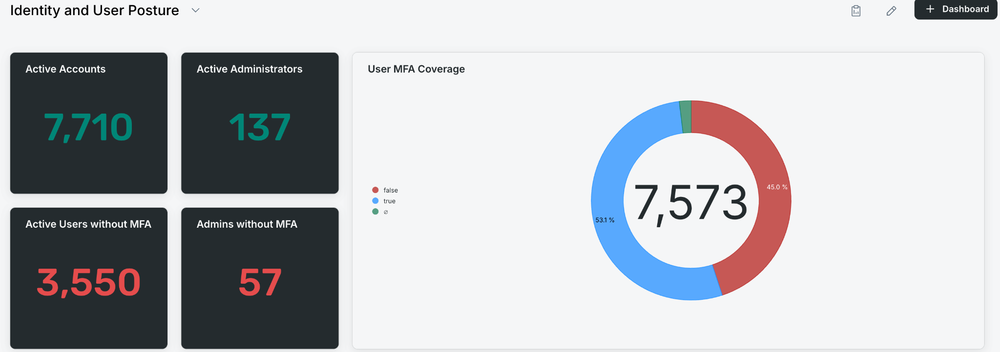 Identity and User Posture
Dashboard
Active Accounts
7,710
Active Administrators
137
Active Users without MFA
3,550
Admins without MFA
57
User MFA Coverage
false
true
∅
45.0 %
53.1 %
7,573